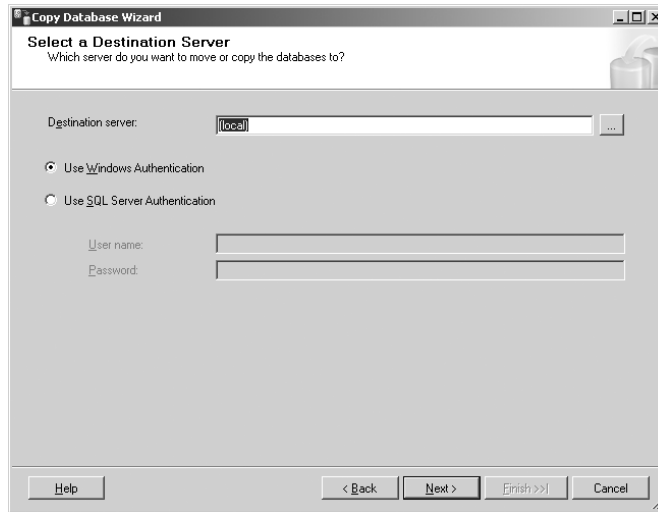 Copy Database Wizard
Select a Destination Server
Which server do you want to move or copy the databases to?
Destination server: (local) ...
Use Windows Authentication
Use SQL Server Authentication
User name:
Password:
Help < Back Next > Finish >>| Cancel